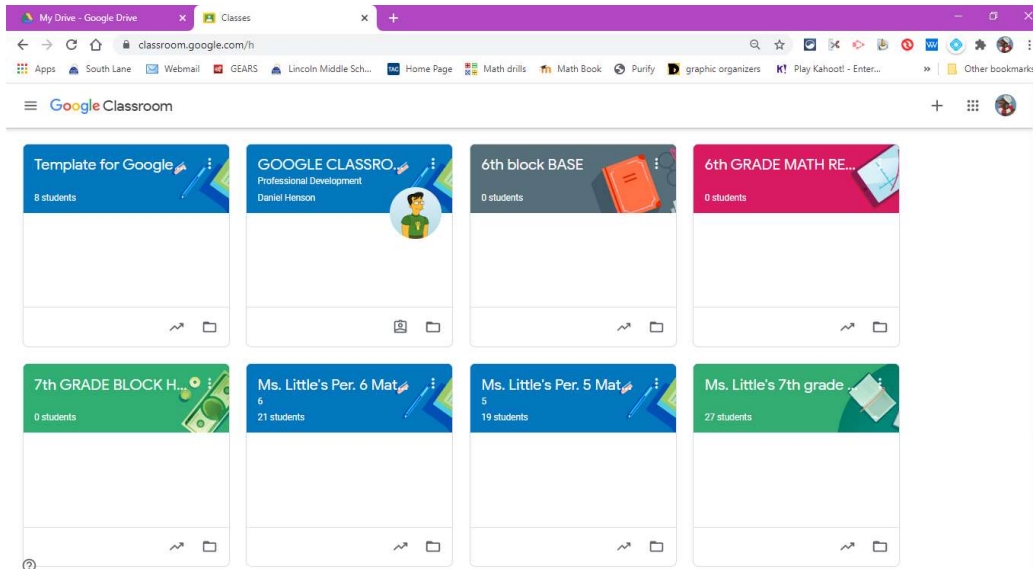 My Drive - Google Drive
Classes
classroom.google.com/h
Apps South Lane Webmail GEARS Lincoln Middle Sch... TAC Home Page Math drills Math Book Purify graphic organizers K! Play Kahoot! - Enter... » Other bookmarks
Google Classroom
Template for Google
8 students
GOOGLE CLASSRO...
Professional Development
Daniel Henson
6th block BASE
0 students
6th GRADE MATH RE...
0 students
7th GRADE BLOCK H...
0 students
Ms. Little's Per. 6 Mat
6
21 students
Ms. Little's Per. 5 Mat
5
19 students
Ms. Little's 7th grade ...
27 students